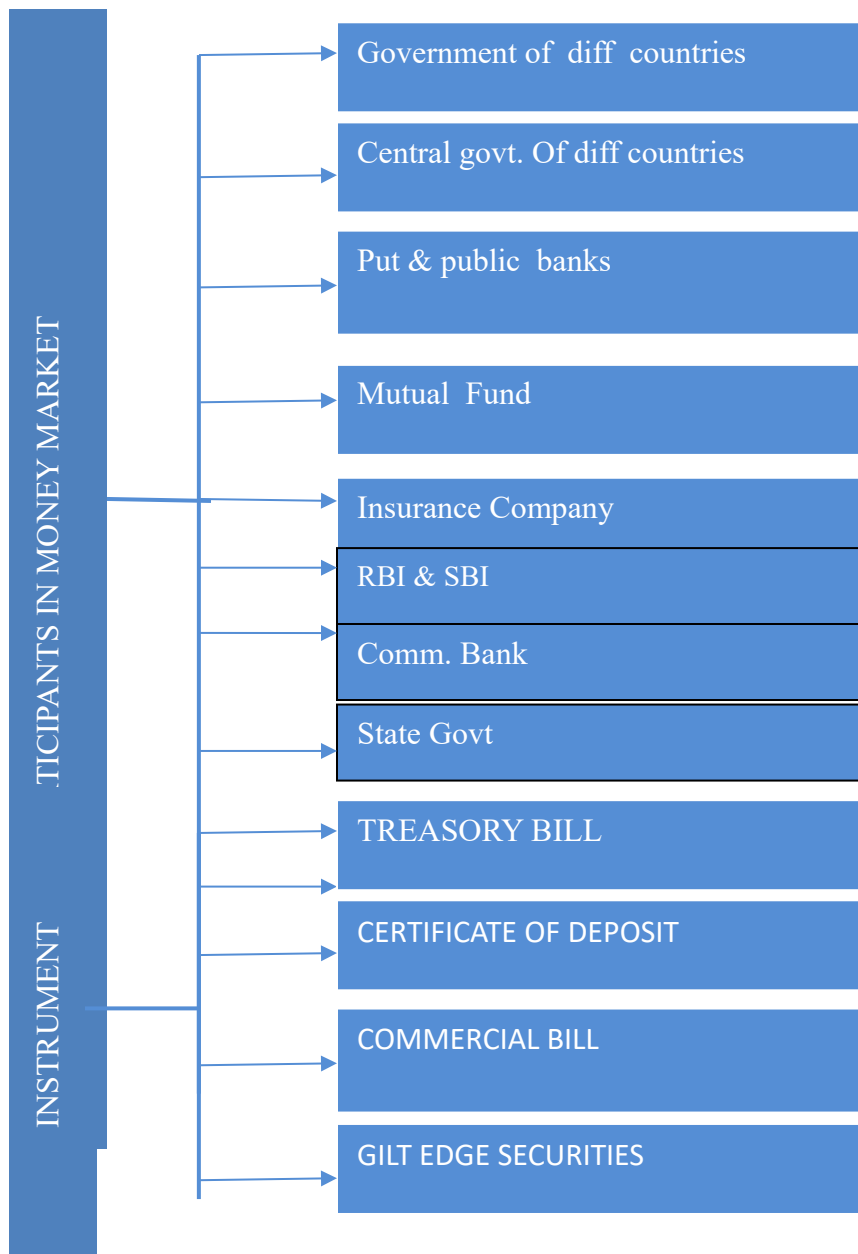 TICIPANTS IN MONEY MARKET
INSTRUMENT
Government of diff countries
Central govt. Of diff countries
Put & public banks
Mutual Fund
Insurance Company
RBI & SBI
Comm. Bank
State Govt
TREASORY BILL
CERTIFICATE OF DEPOSIT
COMMERCIAL BILL
GILT EDGE SECURITIES